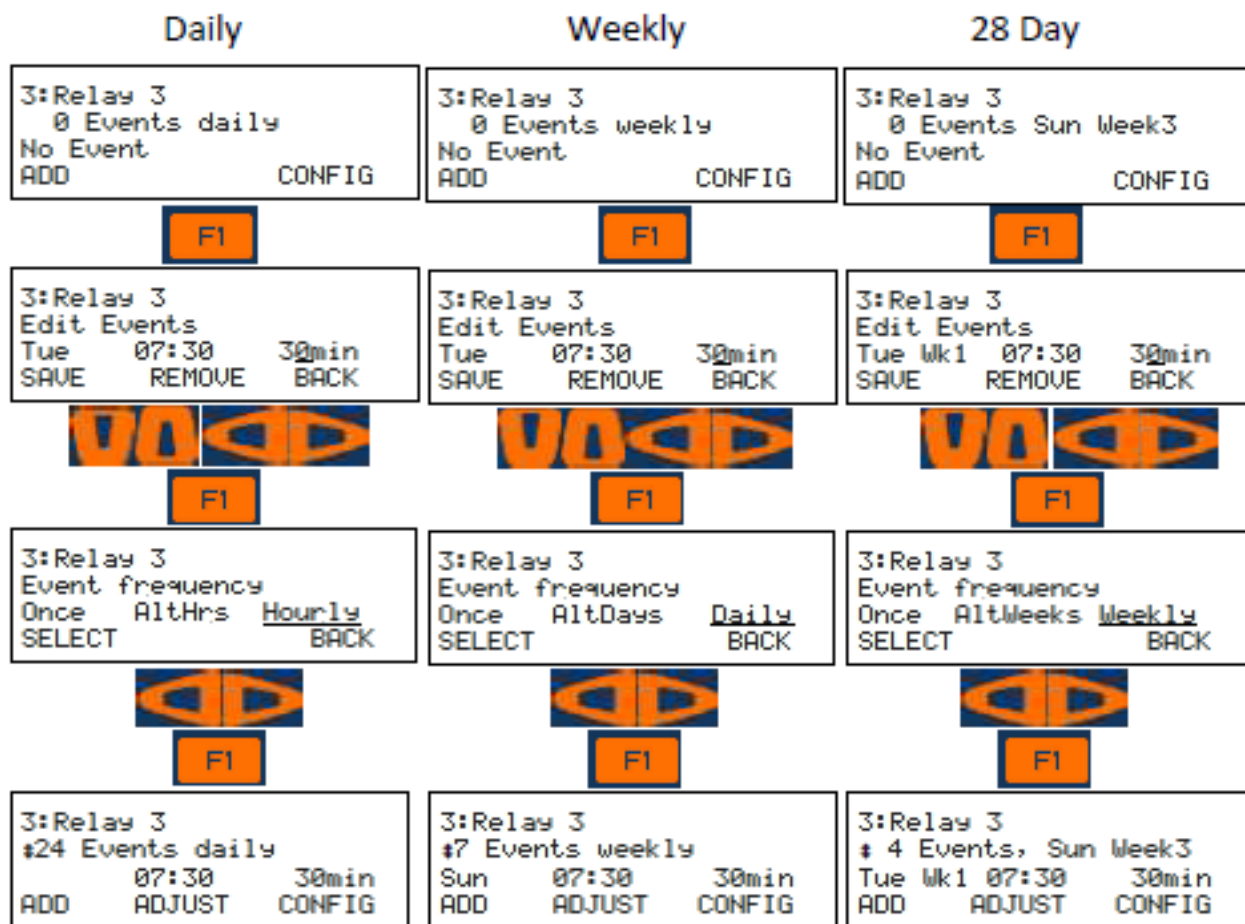 Daily
Weekly
28 Day
3:Relay 3
0 Events daily
No Event
ADD CONFIG
3:Relay 3
0 Events weekly
No Event
ADD CONFIG
3:Relay 3
0 Events Sun Week3
No Event
ADD CONFIG
F1
F1
F1
3:Relay 3
Edit Events
Tue 07:30 30min
SAVE REMOVE BACK
3:Relay 3
Edit Events
Tue 07:30 30min
SAVE REMOVE BACK
3:Relay 3
Edit Events
Tue Wk1 07:30 30min
SAVE REMOVE BACK
F1
F1
F1
3:Relay 3
Event frequency
Once AltHrs Hourly
SELECT BACK
3:Relay 3
Event frequency
Once AltDays Daily
SELECT BACK
3:Relay 3
Event frequency
Once AltWeeks Weekly
SELECT BACK
F1
F1
F1
3:Relay 3
↕24 Events daily
07:30 30min
ADD ADJUST CONFIG
3:Relay 3
↕7 Events weekly
Sun 07:30 30min
ADD ADJUST CONFIG
3:Relay 3
↕ 4 Events, Sun Week3
Tue Wk1 07:30 30min
ADD ADJUST CONFIG